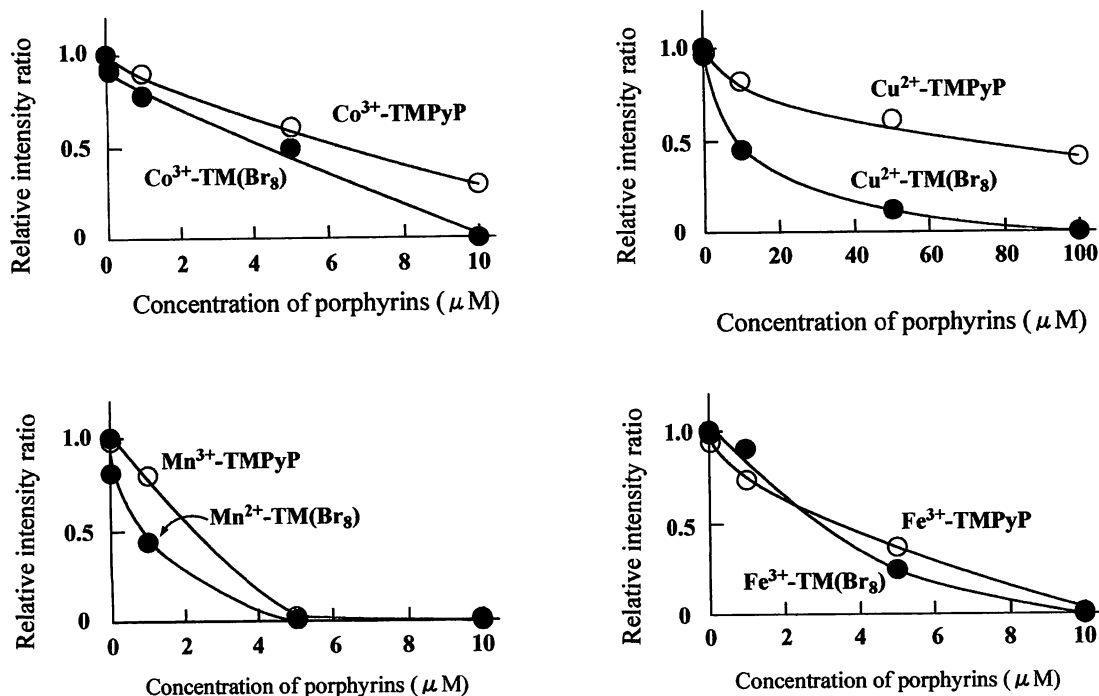 Relative intensity ratio
1.0
0.5
0
Co³⁺-TMPyP
Co³⁺-TM(Br₈)
0 2 4 6 8 10
Concentration of porphyrins ( μ M)
Relative intensity ratio
1.0
0.5
0
Cu²⁺-TMPyP
Cu²⁺-TM(Br₈)
0 20 40 60 80 100
Concentration of porphyrins ( μ M)
Relative intensity ratio
1.0
0.5
0
Mn³⁺-TMPyP
Mn²⁺-TM(Br₈)
0 2 4 6 8 10
Concentration of porphyrins ( μ M)
Relative intensity ratio
1.0
0.5
0
Fe³⁺-TMPyP
Fe³⁺-TM(Br₈)
0 2 4 6 8 10
Concentration of porphyrins ( μ M)